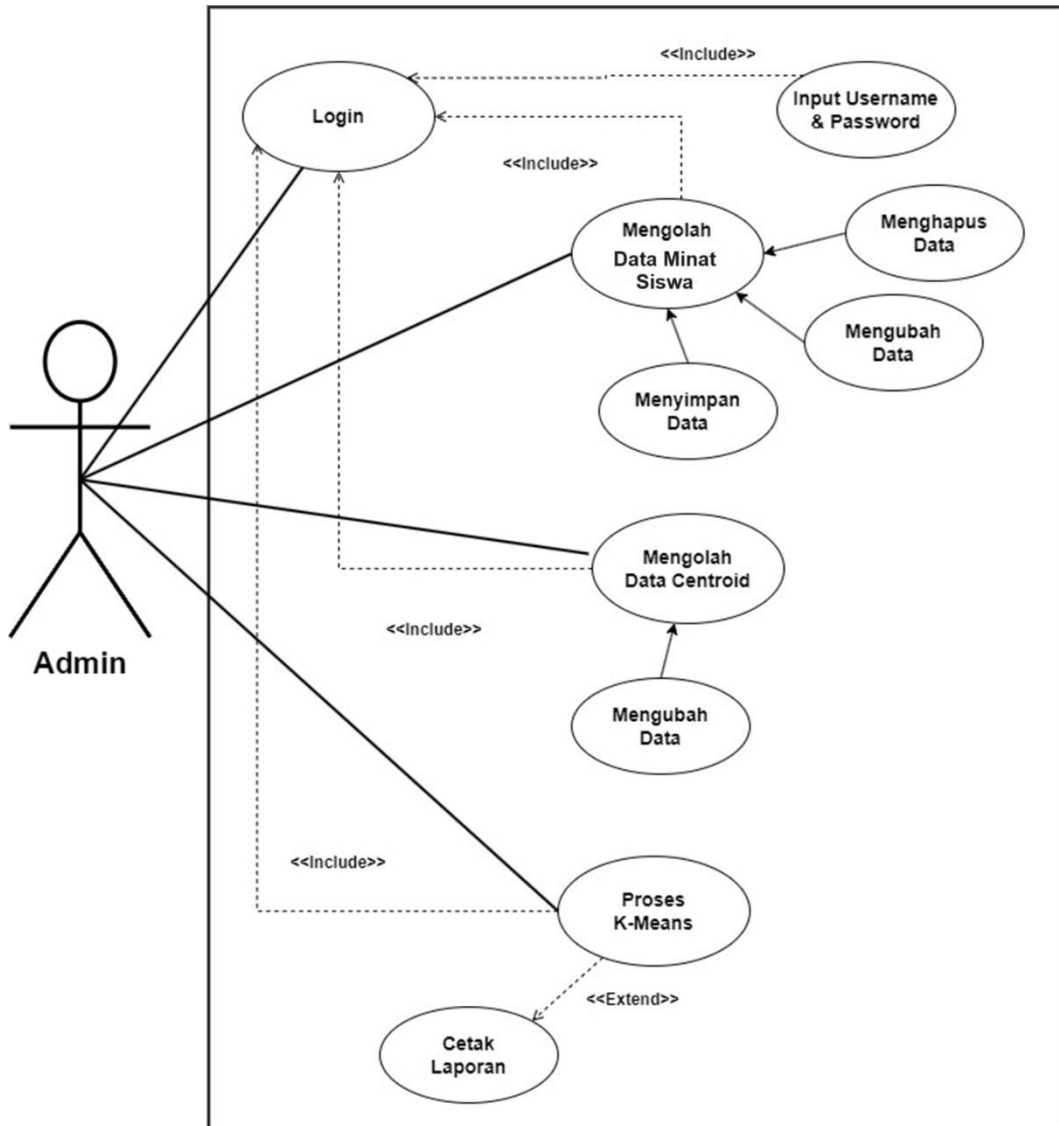 <<Include>>
Login
Input Username
& Password
<<Include>>
Mengolah
Data Minat
Siswa
Menghapus
Data
Mengubah
Data
Menyimpan
Data
Mengolah
Data Centroid
<<Include>>
Admin
Mengubah
Data
<<Include>>
Proses
K-Means
<<Extend>>
Cetak
Laporan